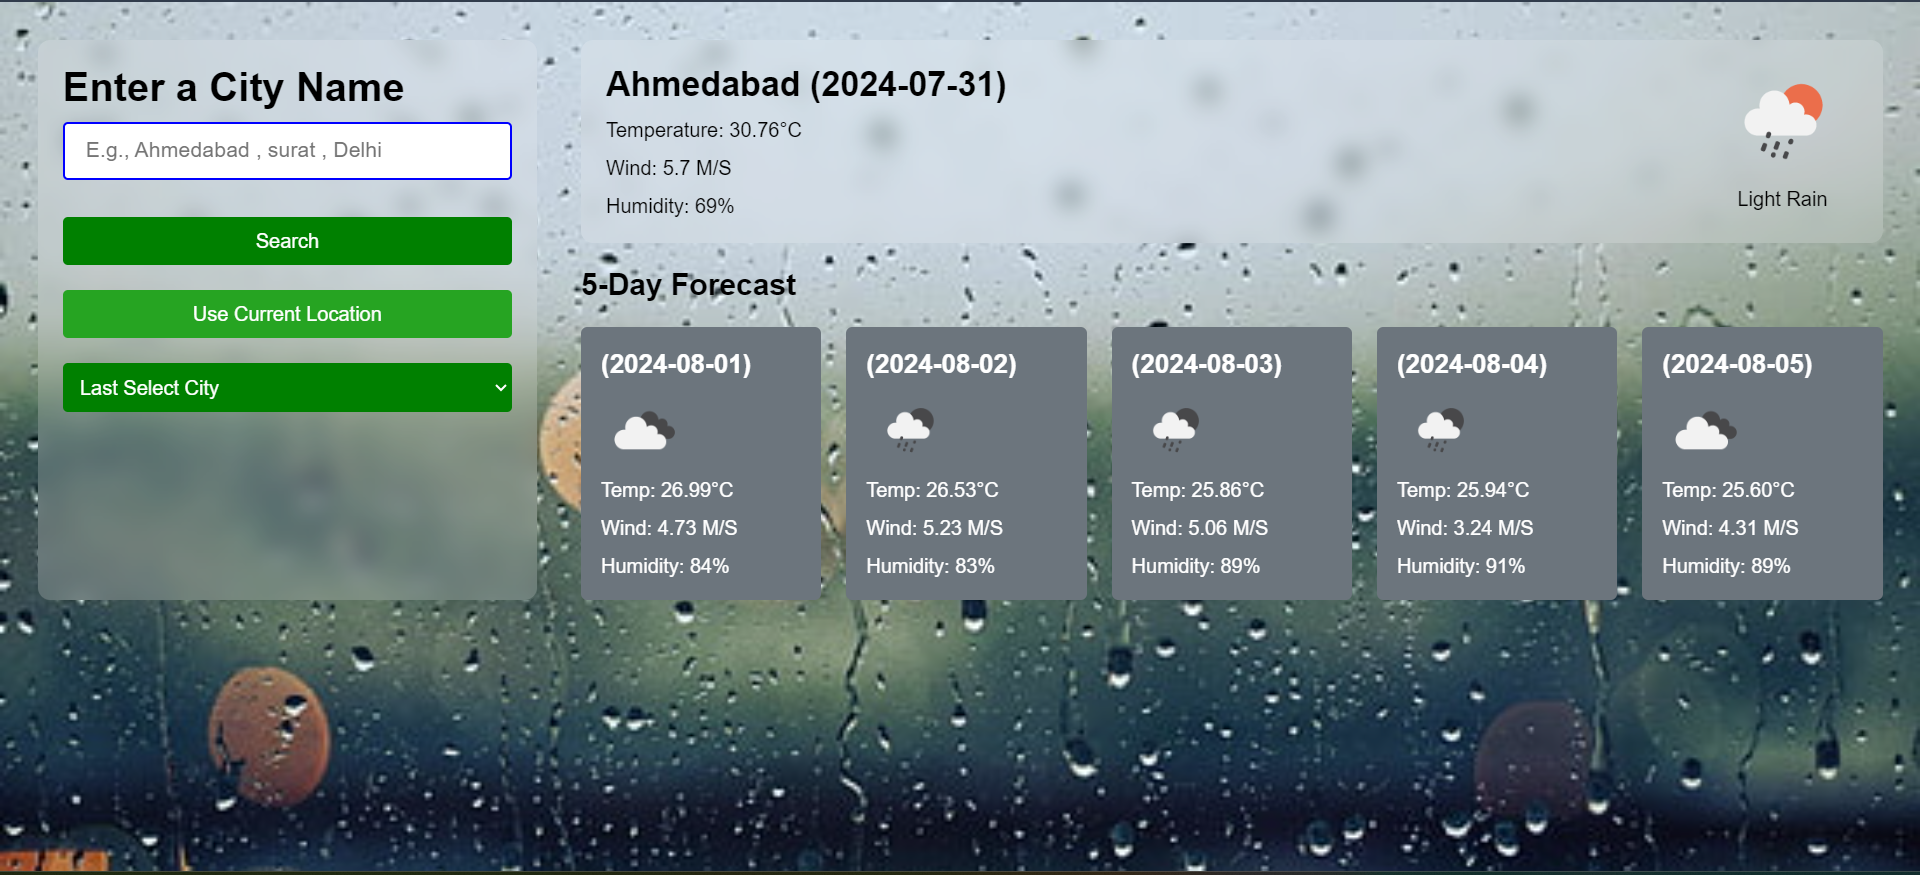 Enter a City Name
E.g., Ahmedabad , surat , Delhi
Search
Use Current Location
Last Select City
Ahmedabad (2024-07-31)
Temperature: 30.76°C
Wind: 5.7 M/S
Humidity: 69%
Light Rain
5-Day Forecast
(2024-08-01)
Temp: 26.99°C
Wind: 4.73 M/S
Humidity: 84%
(2024-08-02)
Temp: 26.53°C
Wind: 5.23 M/S
Humidity: 83%
(2024-08-03)
Temp: 25.86°C
Wind: 5.06 M/S
Humidity: 89%
(2024-08-04)
Temp: 25.94°C
Wind: 3.24 M/S
Humidity: 91%
(2024-08-05)
Temp: 25.60°C
Wind: 4.31 M/S
Humidity: 89%